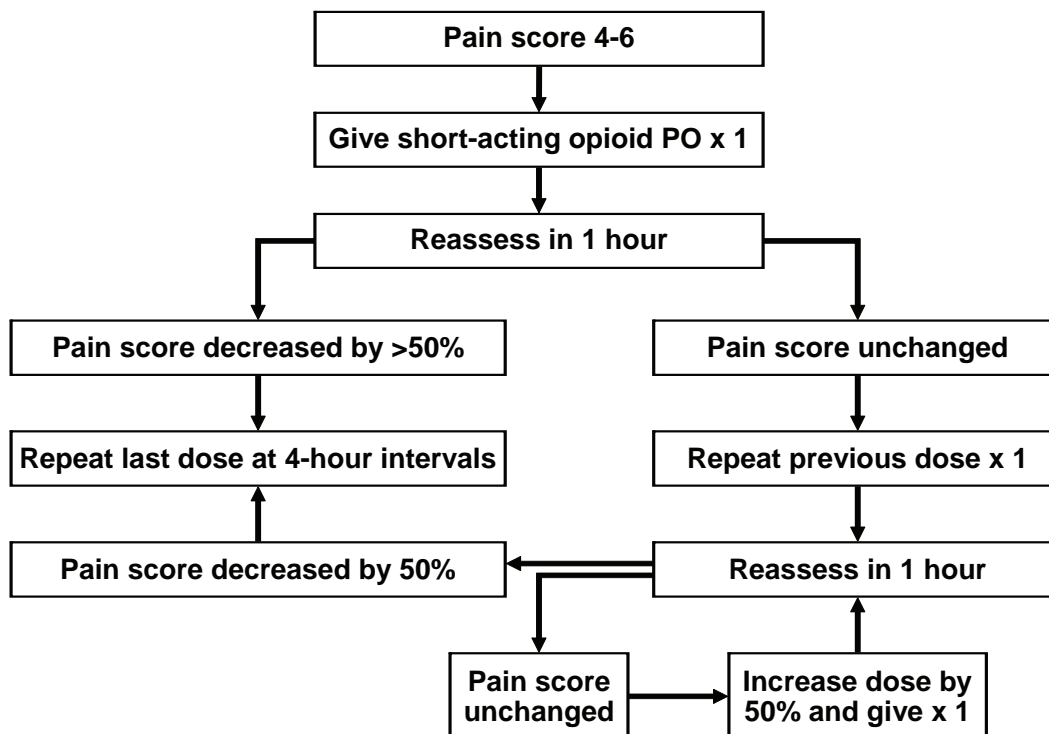 Pain score 4-6
Give short-acting opioid PO x 1
Reassess in 1 hour
Pain score decreased by >50%
Pain score unchanged
Repeat last dose at 4-hour intervals
Repeat previous dose x 1
Pain score decreased by 50%
Reassess in 1 hour
Pain score
unchanged
Increase dose by
50% and give x 1